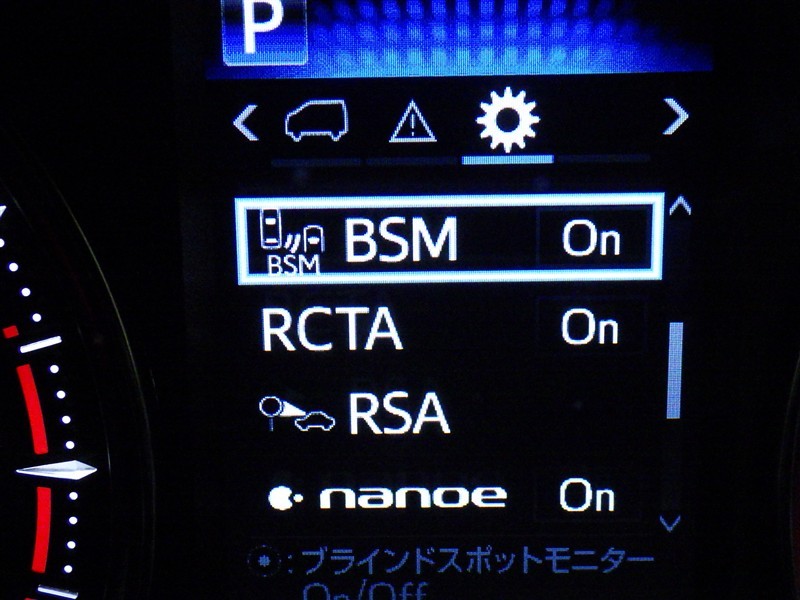 P
BSM BSM On
RCTA On
RSA
nanoe On
:ブラインドスポットモニター
On/Off